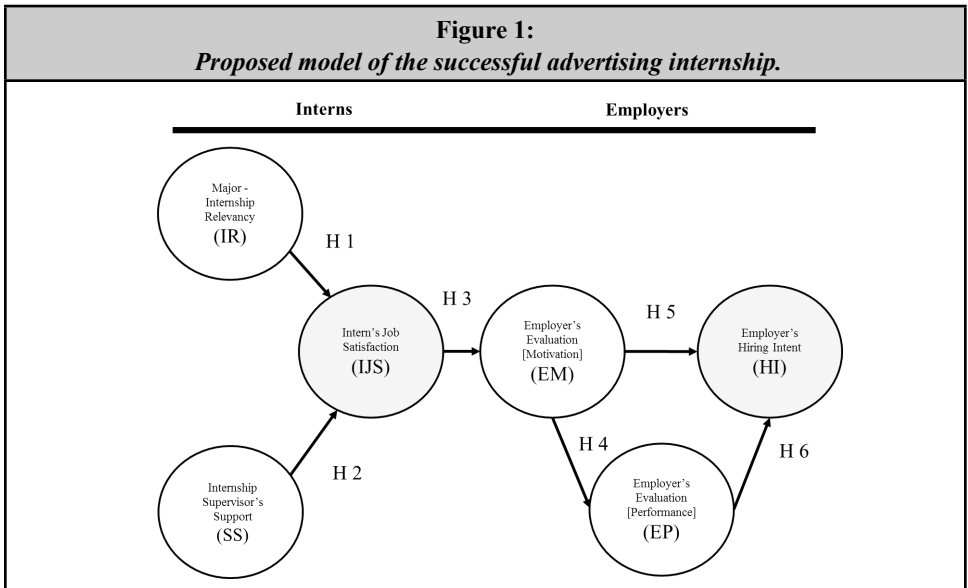 Figure 1:
Proposed model of the successful advertising internship.
Interns
Employers
Major -
Internship
Relevancy
(IR)
H 1
Intern's Job
Satisfaction
(IJS)
H 3
Employer's
Evaluation
[Motivation]
(EM)
H 5
Employer's
Hiring Intent
(HI)
Internship
Supervisor's
Support
(SS)
H 2
H 4
Employer's
Evaluation
[Performance]
(EP)
H 6